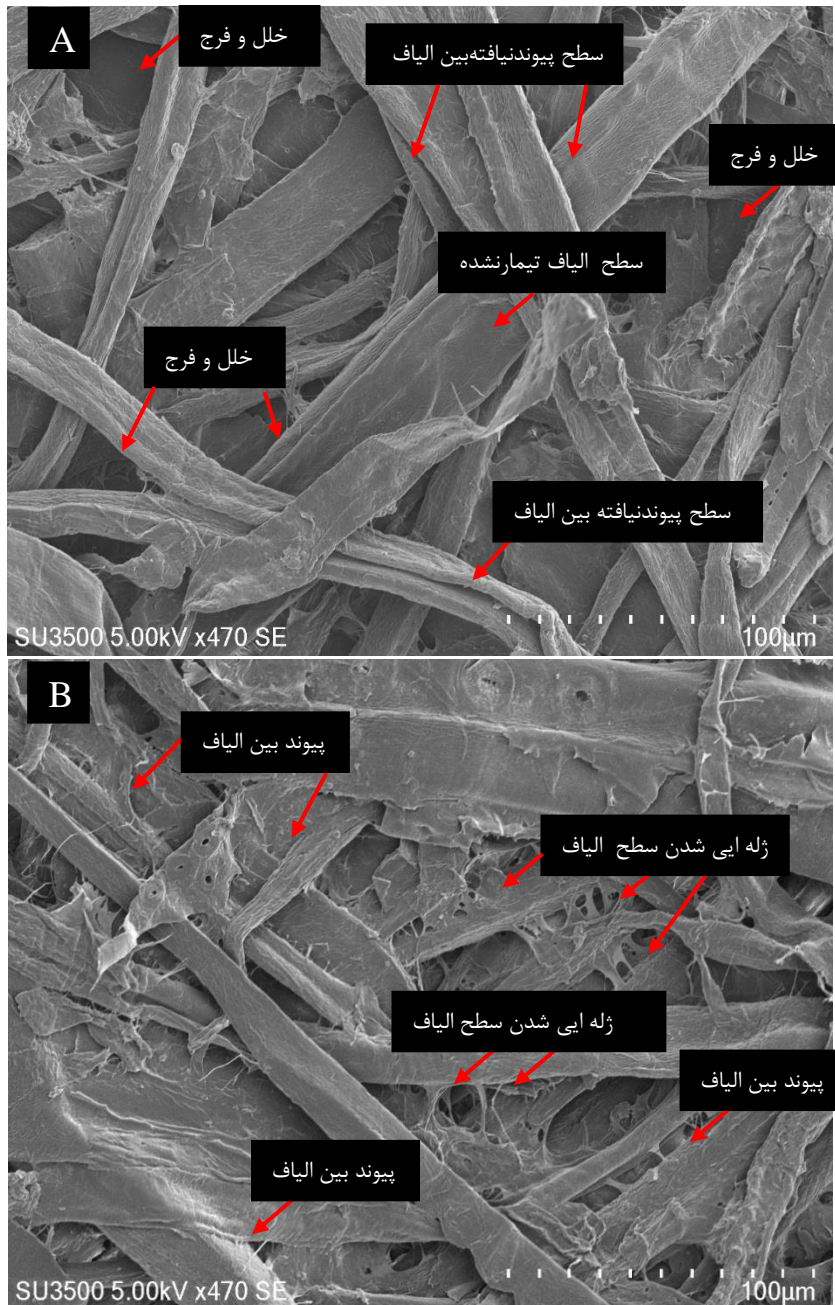 A
خلل و فرج
سطح پیوندنیافته‌بین الیاف
خلل و فرج
سطح الیاف تیمارنشده
خلل و فرج
سطح پیوندنیافته بین الیاف
SU3500 5.00kV x470 SE
100µm
B
پیوند بین الیاف
ژله ایی شدن سطح الیاف
ژله ایی شدن سطح الیاف
پیوند بین الیاف
پیوند بین الیاف
SU3500 5.00kV x470 SE
100µm